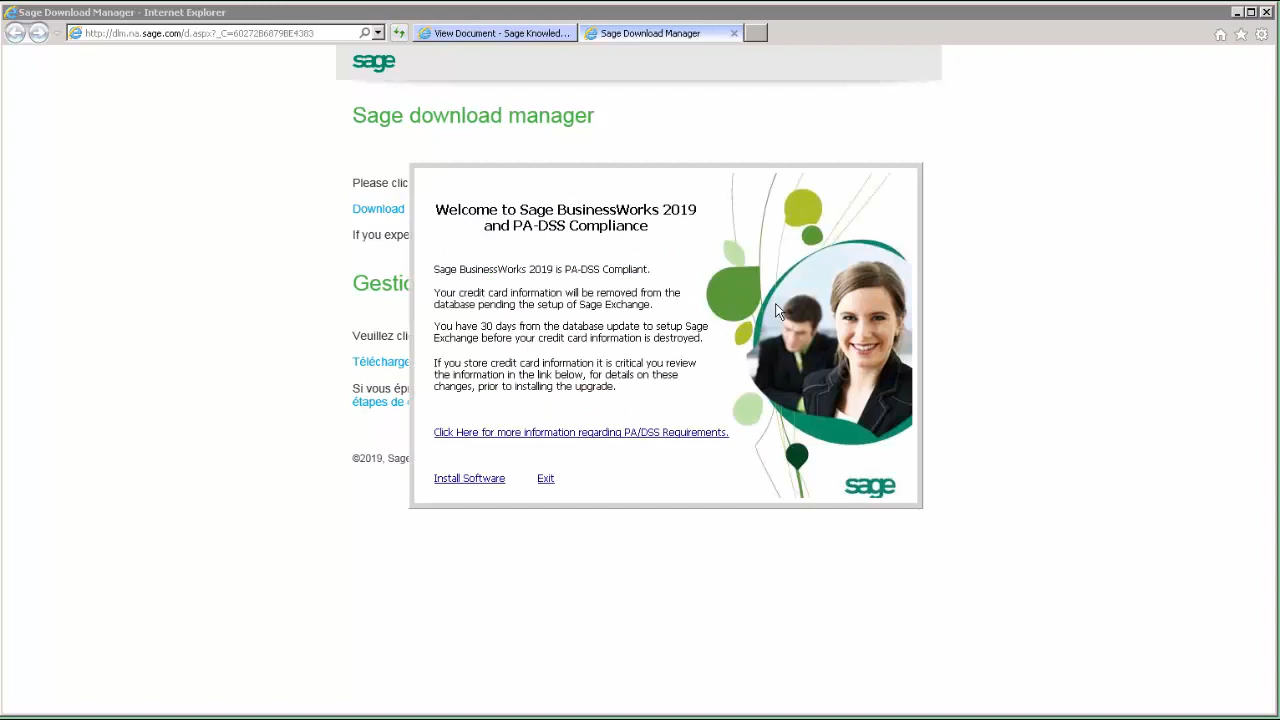 Sage Download Manager - Internet Explorer
http://dlm.na.sage.com/d.aspx?_C=60272B6879BE4383
View Document - Sage Knowled...
Sage Download Manager
sage
Sage download manager
Please clic
Download
If you expe
Gestic
Veuillez cli
Télécharge
Si vous épr
étapes de
©2019, Sage
Welcome to Sage BusinessWorks 2019
and PA-DSS Compliance
Sage BusinessWorks 2019 is PA-DSS Compliant.
Your credit card information will be removed from the
database pending the setup of Sage Exchange.
You have 30 days from the database update to setup Sage
Exchange before your credit card information is destroyed.
If you store credit card information it is critical you review
the information in the link below, for details on these
changes, prior to installing the upgrade.
Click Here for more information regarding PA/DSS Requirements.
Install Software Exit
sage